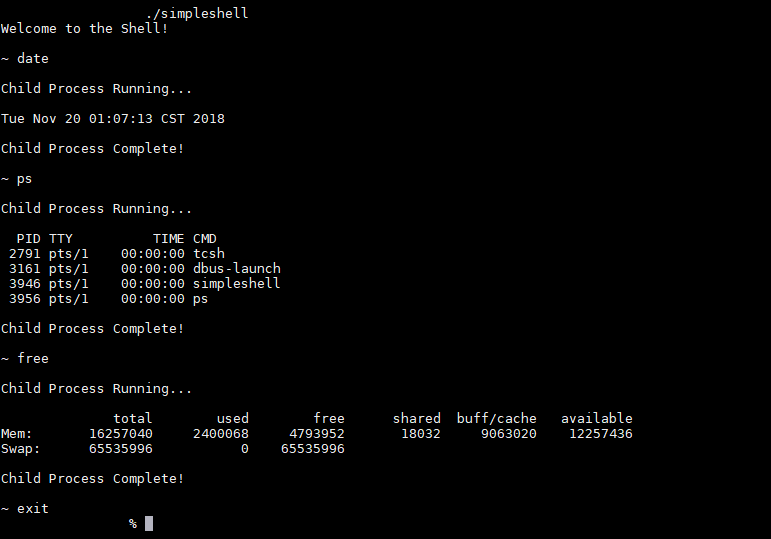 ./simpleshell
Welcome to the Shell!
~ date
Child Process Running...
Tue Nov 20 01:07:13 CST 2018
Child Process Complete!
~ ps
Child Process Running...
PID TTY TIME CMD
2791 pts/1 00:00:00 tcsh
3161 pts/1 00:00:00 dbus-launch
3946 pts/1 00:00:00 simpleshell
3956 pts/1 00:00:00 ps
Child Process Complete!
~ free
Child Process Running...
total used free shared buff/cache available
Mem: 16257040 2400068 4793952 18032 9063020 12257436
Swap: 65535996 0 65535996
Child Process Complete!
~ exit
%